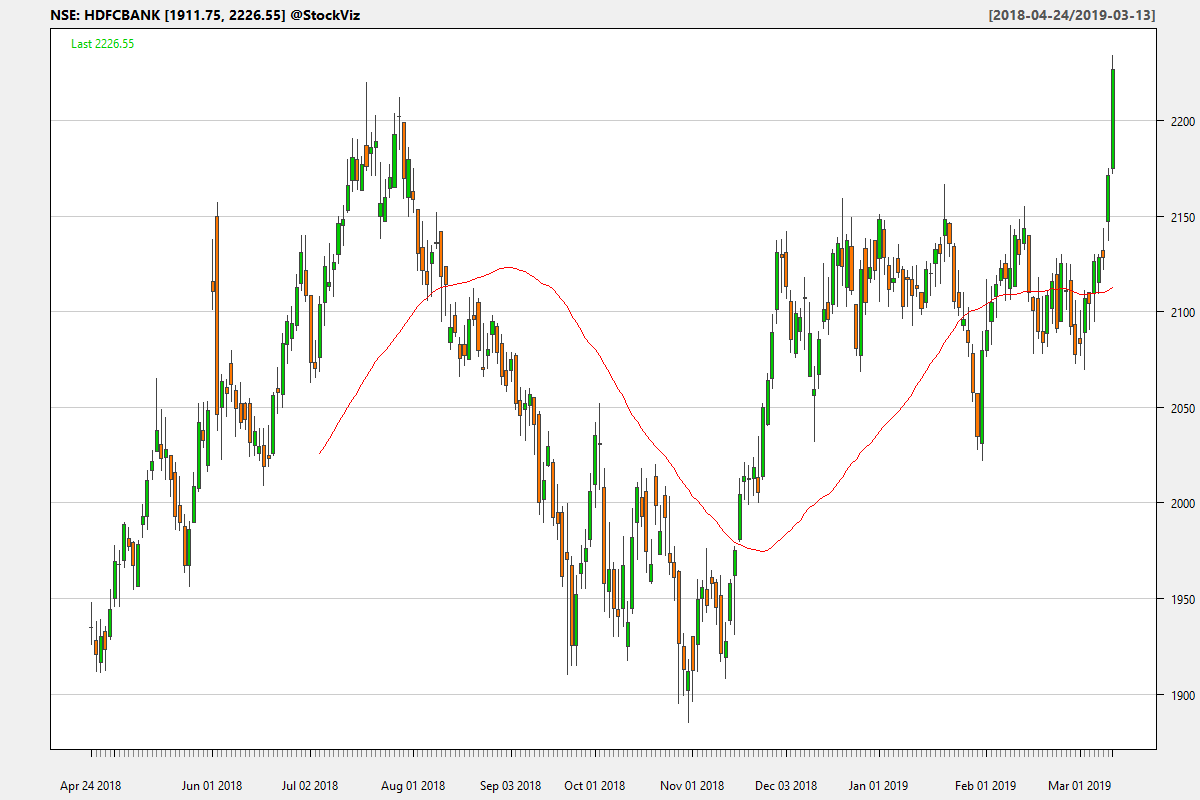 NSE: HDFCBANK [1911.75, 2226.55] @StockViz [2018-04-24/2019-03-13]
Last 2226.55
2200
2150
2100
2050
2000
1950
1900
Apr 24 2018 Jun 01 2018 Jul 02 2018 Aug 01 2018 Sep 03 2018 Oct 01 2018 Nov 01 2018 Dec 03 2018 Jan 01 2019 Feb 01 2019 Mar 01 2019